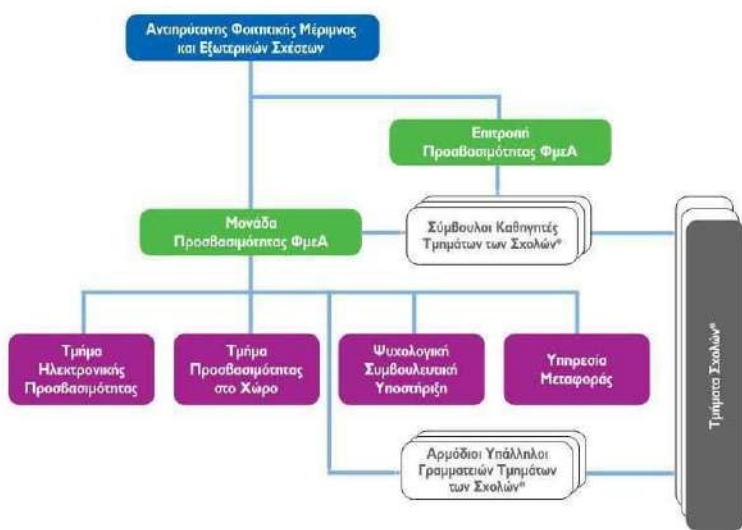 Αντιπρύτανης Φοιτητικής Μέριμνας
και Εξωτερικών Σχέσεων
Επιτροπή
Προσβασιμότητας ΦμεΑ
Μονάδα
Προσβασιμότητας ΦμεΑ
Σύμβουλοι Καθηγητές
Τμημάτων των Σχολών*
Τμήμα
Ηλεκτρονικής
Προσβασιμότητας
Τμήμα
Προσβασιμότητας
στο Χώρο
Ψυχολογική
Συμβουλευτική
Υποστήριξη
Υπηρεσία
Μεταφοράς
Αρμόδιοι Υπάλληλοι
Γραμματειών Τμημάτων
των Σχολών*
Τμήματα Σχολών*